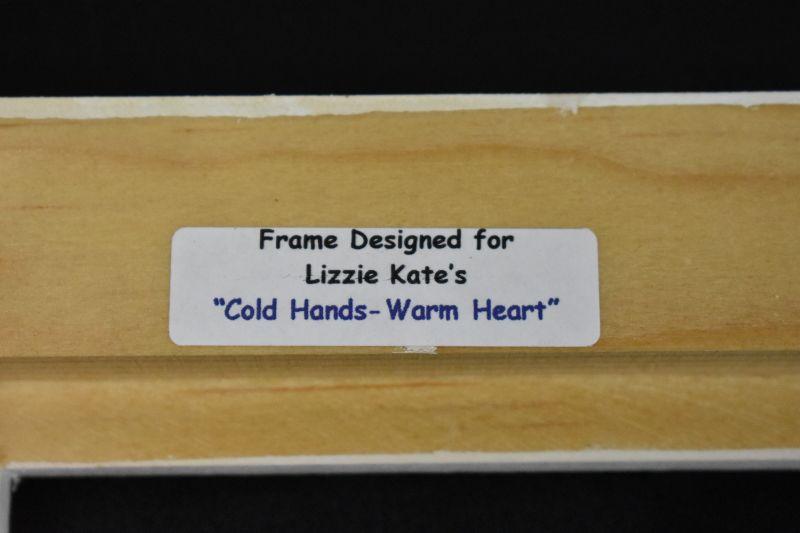 Frame Designed for
Lizzie Kate's
"Cold Hands-Warm Heart"